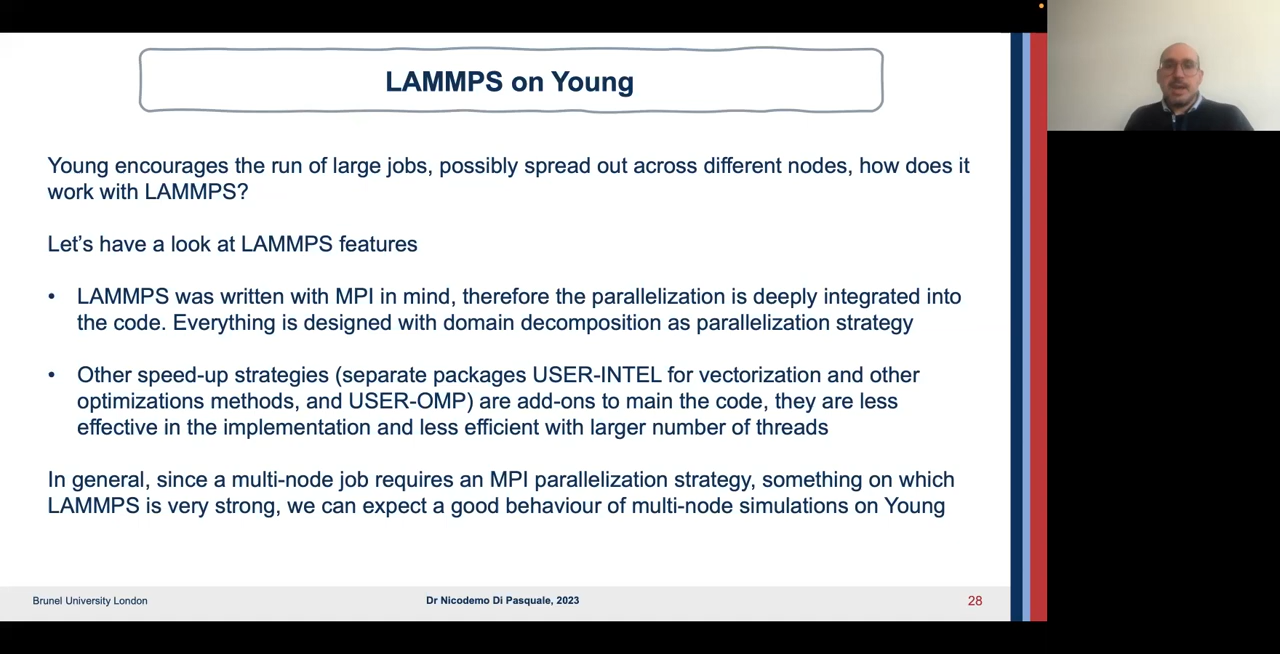 LAMMPS on Young
Young encourages the run of large jobs, possibly spread out across different nodes, how does it
work with LAMMPS?
Let’s have a look at LAMMPS features
• LAMMPS was written with MPI in mind, therefore the parallelization is deeply integrated into
the code. Everything is designed with domain decomposition as parallelization strategy
• Other speed-up strategies (separate packages USER-INTEL for vectorization and other
optimizations methods, and USER-OMP) are add-ons to main the code, they are less
effective in the implementation and less efficient with larger number of threads
In general, since a multi-node job requires an MPI parallelization strategy, something on which
LAMMPS is very strong, we can expect a good behaviour of multi-node simulations on Young
Brunel University London
Dr Nicodemo Di Pasquale, 2023
28